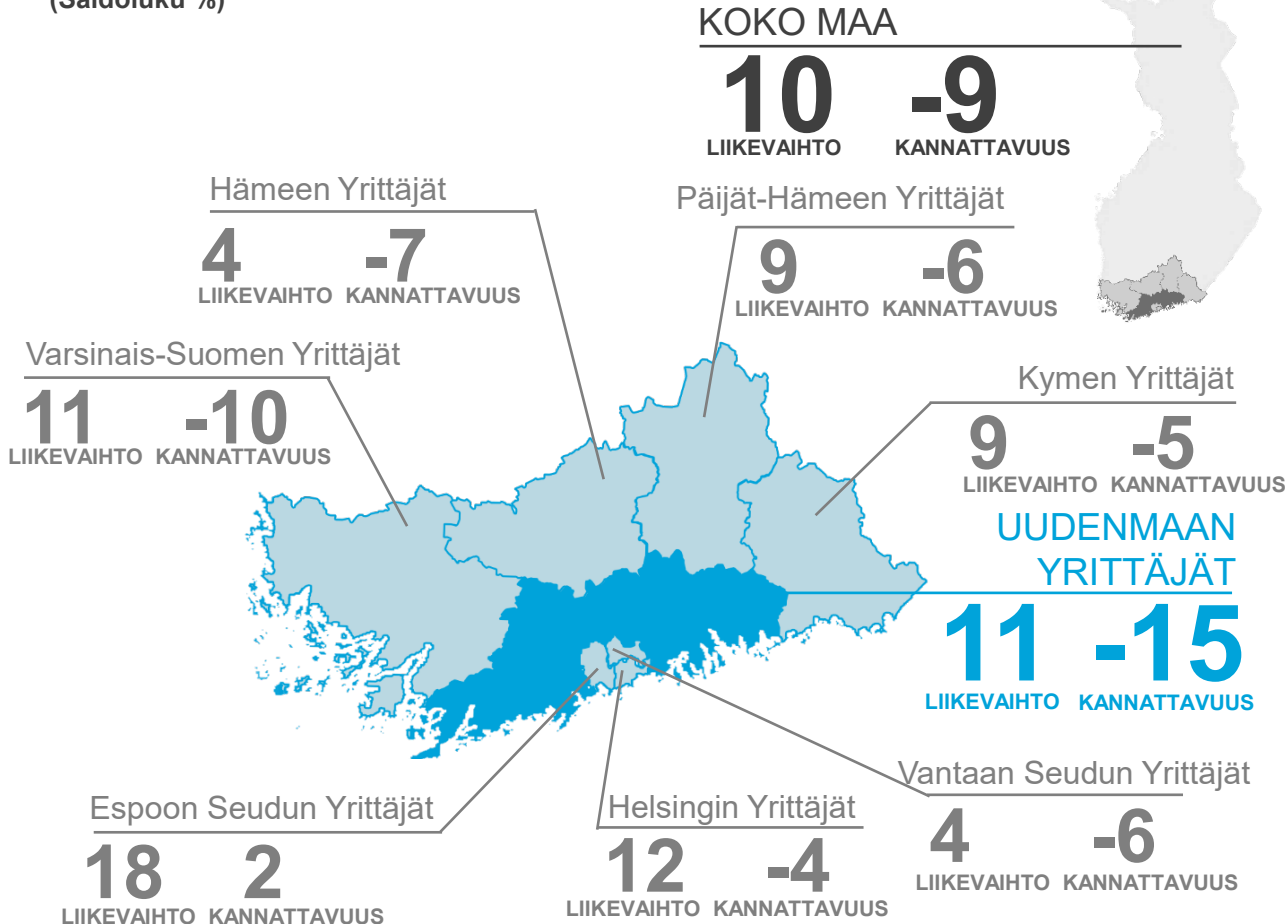 (Saldoluku %)
KOKO MAA
10 -9
LIIKEVAIHTO KANNATTAVUUS
Hämeen Yrittäjät
4 -7
LIIKEVAIHTO KANNATTAVUUS
Päijät-Hämeen Yrittäjät
9 -6
LIIKEVAIHTO KANNATTAVUUS
Varsinais-Suomen Yrittäjät
11 -10
LIIKEVAIHTO KANNATTAVUUS
Kymen Yrittäjät
9 -5
LIIKEVAIHTO KANNATTAVUUS
UUDENMAAN
YRITTÄJÄT
11 -15
LIIKEVAIHTO KANNATTAVUUS
Espoon Seudun Yrittäjät
18 2
LIIKEVAIHTO KANNATTAVUUS
Helsingin Yrittäjät
12 -4
LIIKEVAIHTO KANNATTAVUUS
Vantaan Seudun Yrittäjät
4 -6
LIIKEVAIHTO KANNATTAVUUS